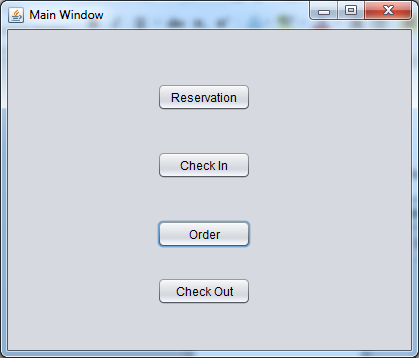 Main Window
Reservation
Check In
Order
Check Out